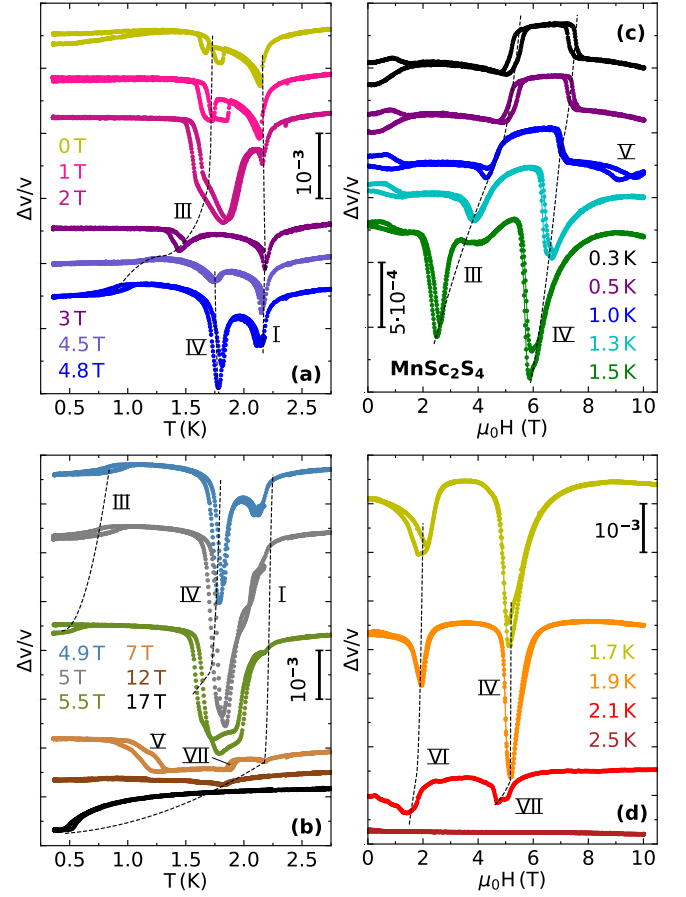 Δv/v
0 T
1 T
2 T
10⁻³
III
3 T
4.5 T
4.8 T
IV
I
(a)
0.5 1.0 1.5 2.0 2.5
T (K)
Δv/v
(c)
V
III
5·10⁻⁴
IV
0.3 K
0.5 K
1.0 K
1.3 K
1.5 K
MnSc₂S₄
0 2 4 6 8 10
μ₀H (T)
Δv/v
III
IV
I
4.9 T 7 T
5 T 12 T
5.5 T 17 T
10⁻³
V
VII
(b)
0.5 1.0 1.5 2.0 2.5
T (K)
Δv/v
10⁻³
IV
1.7 K
1.9 K
2.1 K
2.5 K
VI
VII
(d)
0 2 4 6 8 10
μ₀H (T)